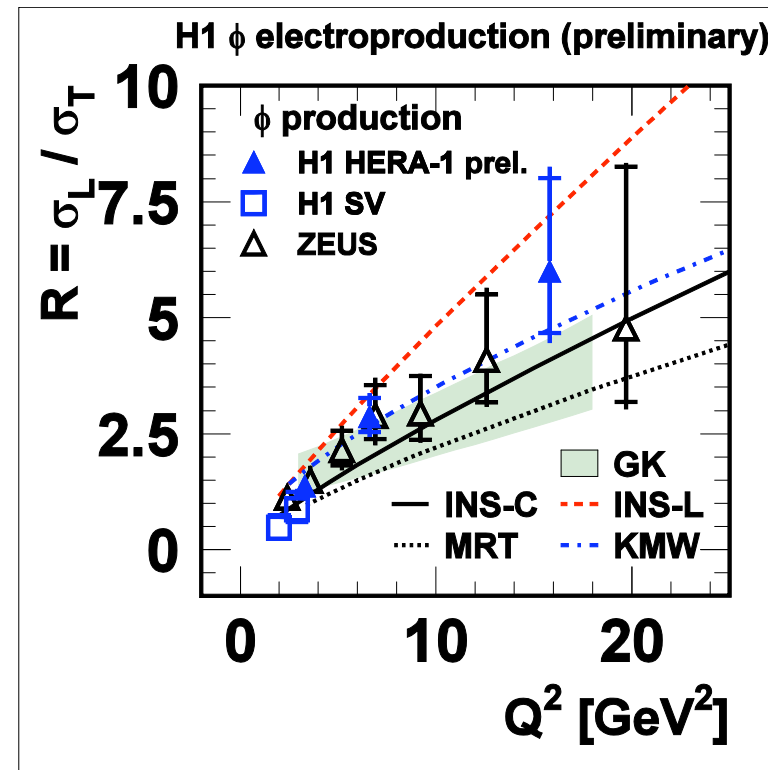 H1 ϕ electroproduction (preliminary)
R = σL / σT
10
7.5
5
2.5
0
ϕ production
H1 HERA-1 prel.
H1 SV
ZEUS
GK
INS-C
INS-L
MRT
KMW
0 10 20
Q² [GeV²]